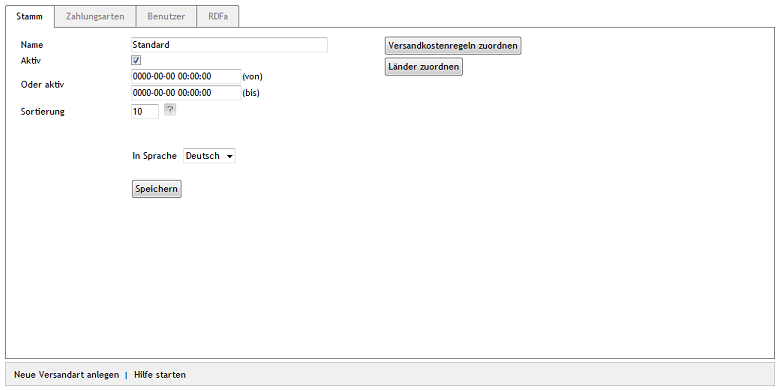 Stamm Zahlungsarten Benutzer RDFa
Name Standard Versandkostenregeln zuordnen
Aktiv Länder zuordnen
Oder aktiv 0000-00-00 00:00:00 (von)
0000-00-00 00:00:00 (bis)
Sortierung 10 ?
In Sprache Deutsch
Speichern
Neue Versandart anlegen | Hilfe starten